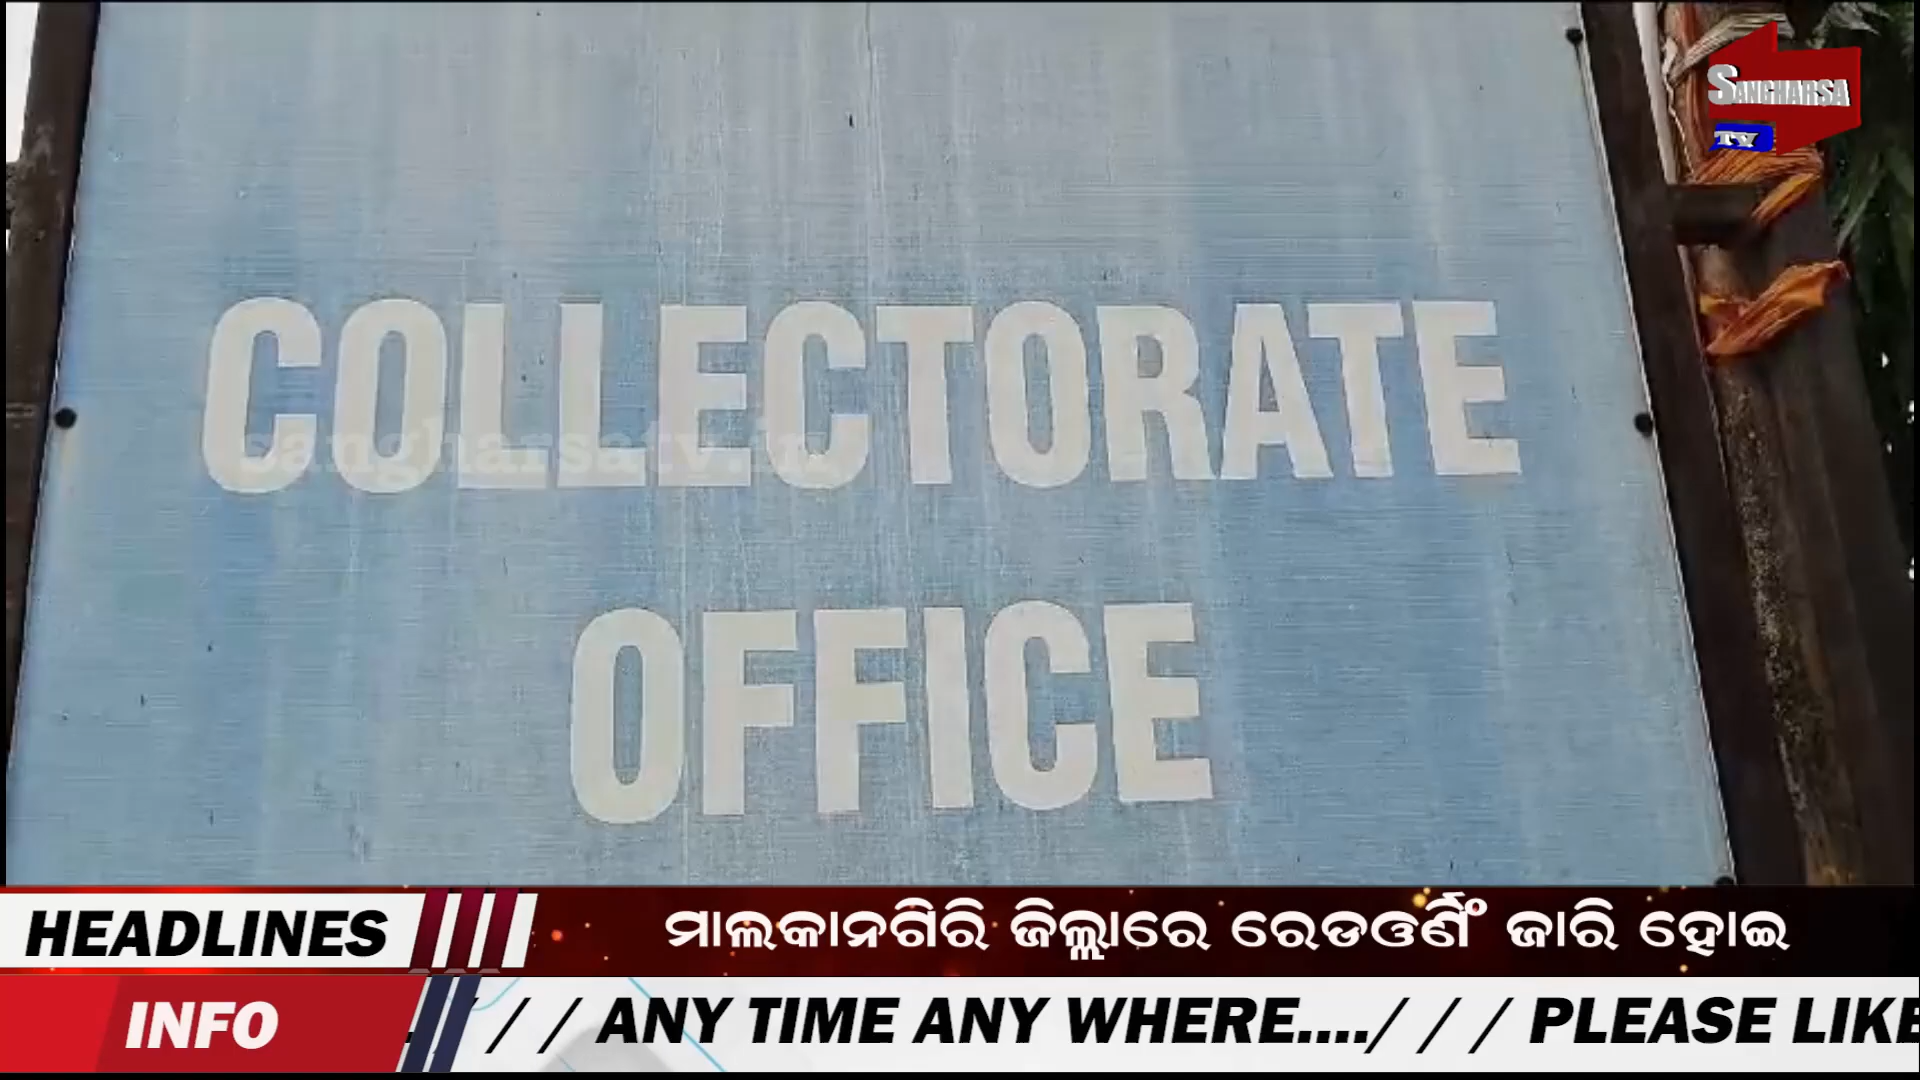 SANGHARSA
TV
COLLECTORATE
sangharsatv.in
OFFICE
HEADLINES
ମାଲକାନଗିରି ଜିଲ୍ଲାରେ ରେଡଓର୍ଣିଂ ଜାରି ହୋଇ
INFO
/ / / ANY TIME ANY WHERE..../ / / PLEASE LIKE